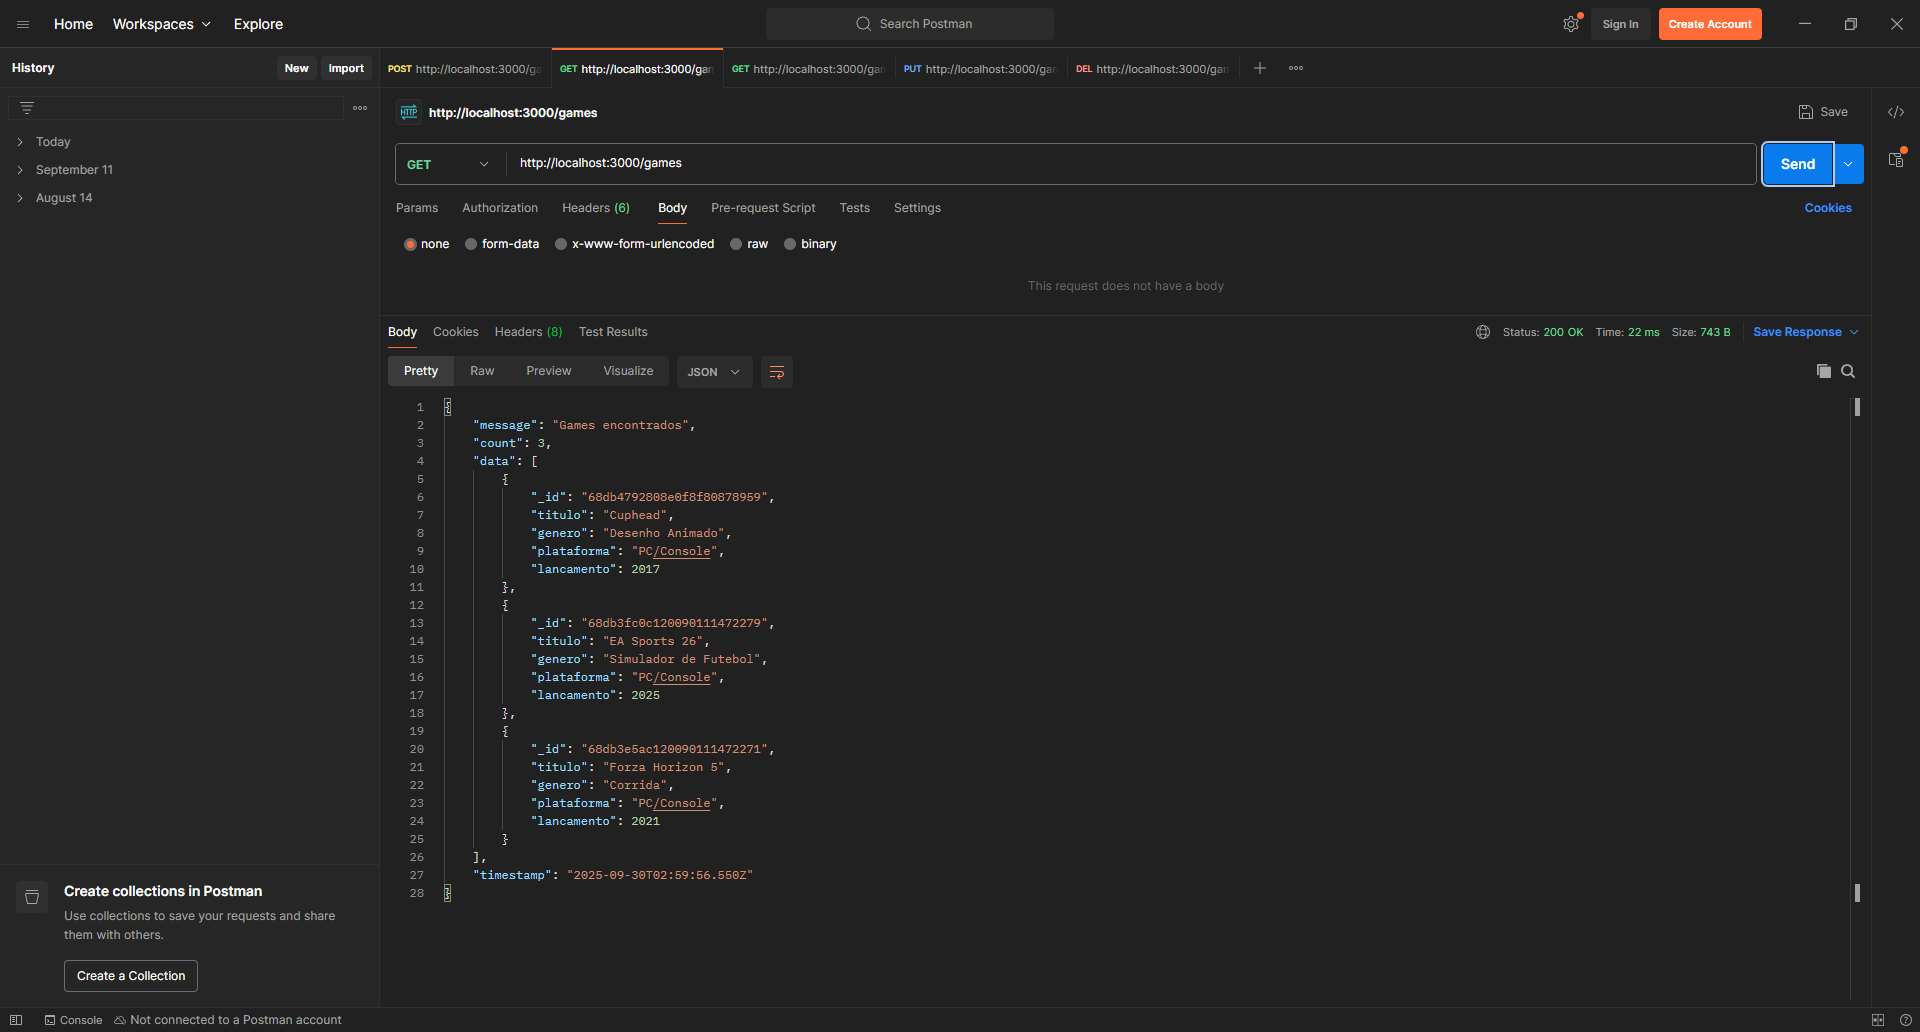 Home Workspaces Explore
Search Postman
Sign In Create Account
History New Import
POST http://localhost:3000/ga GET http://localhost:3000/gan GET http://localhost:3000/gan PUT http://localhost:3000/gan DEL http://localhost:3000/gan
HTTP http://localhost:3000/games
Save
Today
September 11
August 14
GET http://localhost:3000/games
Send
Params Authorization Headers (6) Body Pre-request Script Tests Settings
Cookies
none form-data x-www-form-urlencoded raw binary
This request does not have a body
Body Cookies Headers (8) Test Results
Status: 200 OK Time: 22 ms Size: 743 B Save Response
Pretty Raw Preview Visualize JSON
1 {
2 "message": "Games encontrados",
3 "count": 3,
4 "data": [
5 {
6 "_id": "68db4792808e0f8f80878959",
7 "titulo": "Cuphead",
8 "genero": "Desenho Animado",
9 "plataforma": "PC/Console",
10 "lancamento": 2017
11 },
12 {
13 "_id": "68db3fc0c120090111472279",
14 "titulo": "EA Sports 26",
15 "genero": "Simulador de Futebol",
16 "plataforma": "PC/Console",
17 "lancamento": 2025
18 },
19 {
20 "_id": "68db3e5ac120090111472271",
21 "titulo": "Forza Horizon 5",
22 "genero": "Corrida",
23 "plataforma": "PC/Console",
24 "lancamento": 2021
25 }
26 ],
27 "timestamp": "2025-09-30T02:59:56.550Z"
28 }
Create collections in Postman
Use collections to save your requests and share
them with others.
Create a Collection
Console Not connected to a Postman account